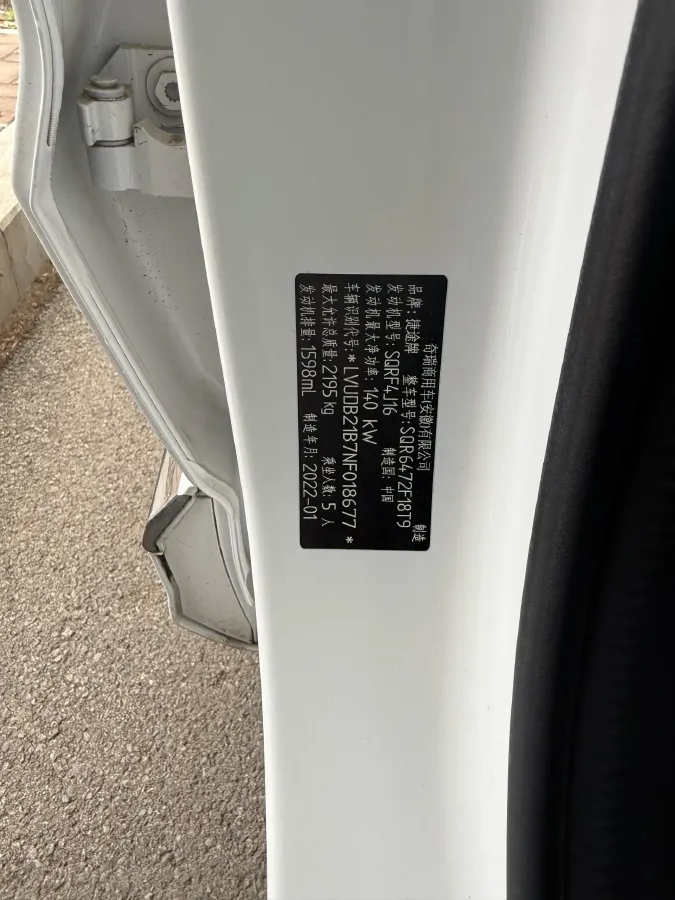 奇瑞商用车(安徽)有限公司 制造
品牌: 捷途牌 整车型号: SQR6472F18T9
发动机型号: SQRF4J16 制造国: 中国
发动机最大净功率: 140 kW
车辆识别代号: *LVUDB21B7NF018677*
最大允许总质量: 2195 kg 乘坐人数: 5 人
发动机排量: 1598mL 制造年月: 2022-01